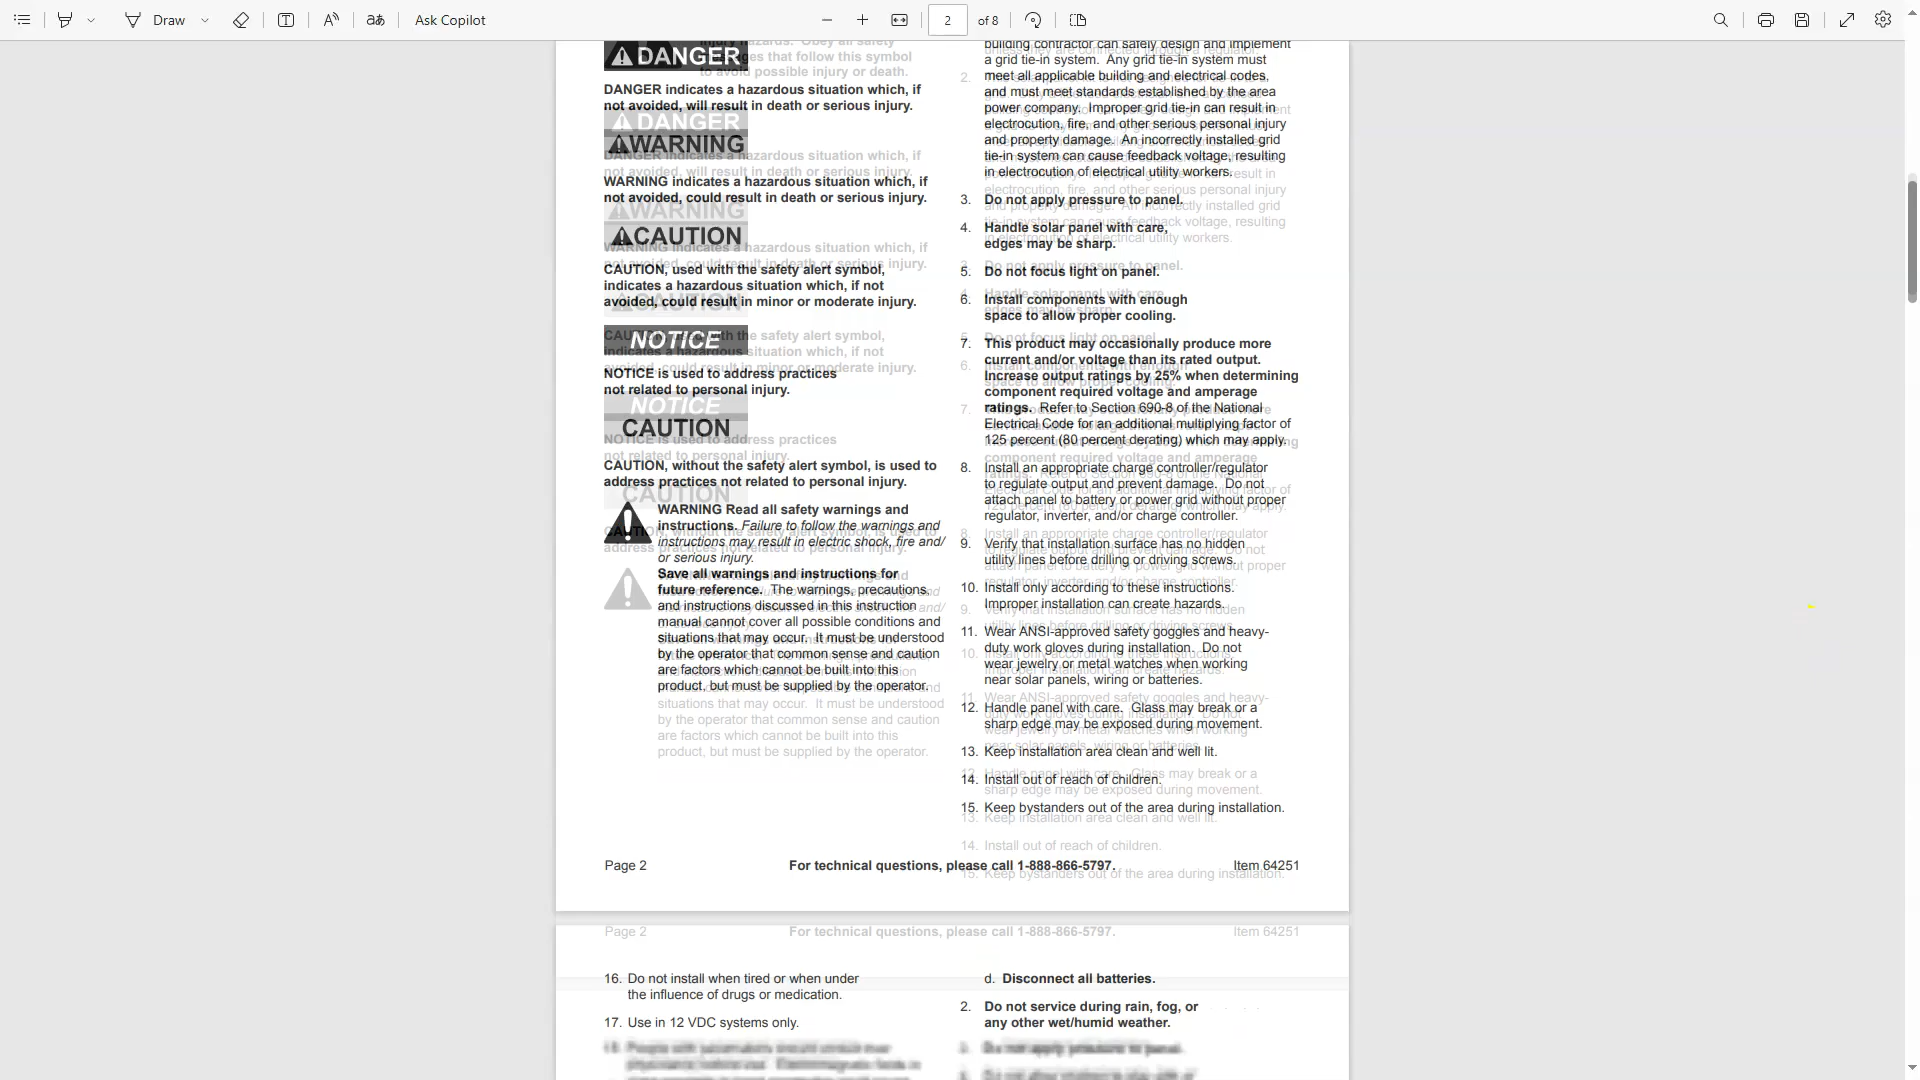 Draw
Ask Copilot
2 of 8
DANGER
DANGER indicates a hazardous situation which, if
not avoided, will result in death or serious injury.
WARNING
WARNING indicates a hazardous situation which, if
not avoided, could result in death or serious injury.
CAUTION
CAUTION, used with the safety alert symbol,
indicates a hazardous situation which, if not
avoided, could result in minor or moderate injury.
NOTICE
NOTICE is used to address practices
not related to personal injury.
CAUTION
CAUTION, without the safety alert symbol, is used to
address practices not related to personal injury.
WARNING Read all safety warnings and
instructions. Failure to follow the warnings and
instructions may result in electric shock, fire and/
or serious injury.
Save all warnings and instructions for
future reference. The warnings, precautions,
and instructions discussed in this instruction
manual cannot cover all possible conditions and
situations that may occur. It must be understood
by the operator that common sense and caution
are factors which cannot be built into this
product, but must be supplied by the operator.
building contractor can safely design and implement
a grid tie-in system. Any grid tie-in system must
meet all applicable building and electrical codes,
and must meet standards established by the area
power company. Improper grid tie-in can result in
electrocution, fire, and other serious personal injury
and property damage. An incorrectly installed grid
tie-in system can cause feedback voltage, resulting
in electrocution of electrical utility workers.
3. Do not apply pressure to panel.
4. Handle solar panel with care,
edges may be sharp.
5. Do not focus light on panel.
6. Install components with enough
space to allow proper cooling.
7. This product may occasionally produce more
current and/or voltage than its rated output.
Increase output ratings by 25% when determining
component required voltage and amperage
ratings. Refer to Section 690-8 of the National
Electrical Code for an additional multiplying factor of
125 percent (80 percent derating) which may apply.
8. Install an appropriate charge controller/regulator
to regulate output and prevent damage. Do not
attach panel to battery or power grid without proper
regulator, inverter, and/or charge controller.
9. Verify that installation surface has no hidden
utility lines before drilling or driving screws.
10. Install only according to these instructions.
Improper installation can create hazards.
11. Wear ANSI-approved safety goggles and heavy-
duty work gloves during installation. Do not
wear jewelry or metal watches when working
near solar panels, wiring or batteries.
12. Handle panel with care. Glass may break or a
sharp edge may be exposed during movement.
13. Keep installation area clean and well lit.
14. Install out of reach of children.
15. Keep bystanders out of the area during installation.
Page 2 For technical questions, please call 1-888-866-5797. Item 64251
16. Do not install when tired or when under
the influence of drugs or medication.
17. Use in 12 VDC systems only.
d. Disconnect all batteries.
2. Do not service during rain, fog, or
any other wet/humid weather.